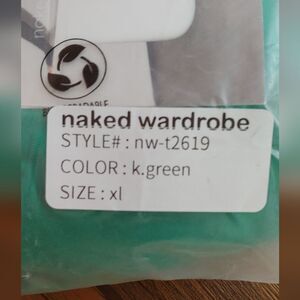 naked wardrobe
STYLE# : nw-t2619
COLOR : k.green
SIZE : xl